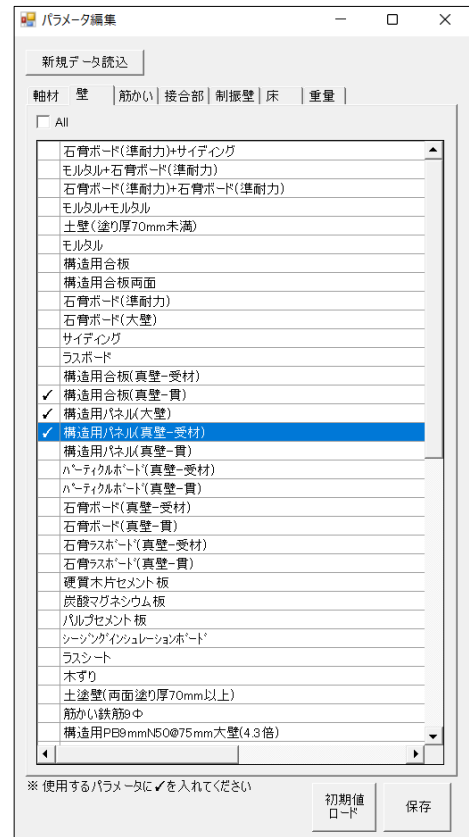 パラメータ編集
新規データ読込
軸材 壁 筋かい 接合部 制振壁 床 重量
All
石膏ボード(準耐力)+サイディング
モルタル+石膏ボード(準耐力)
石膏ボード(準耐力)+石膏ボード(準耐力)
モルタル+モルタル
土壁(塗り厚70mm未満)
モルタル
構造用合板
構造用合板両面
石膏ボード(準耐力)
石膏ボード(大壁)
サイディング
ラスボード
構造用合板(真壁-受材)
✓ 構造用合板(真壁-貫)
✓ 構造用パネル(大壁)
✓ 構造用パネル(真壁-受材)
構造用パネル(真壁-貫)
パーティクルボード(真壁-受材)
パーティクルボード(真壁-貫)
石膏ボード(真壁-受材)
石膏ボード(真壁-貫)
石膏ラスボード(真壁-受材)
石膏ラスボード(真壁-貫)
硬質木片セメント板
炭酸マグネシウム板
パルプセメント板
シージングインシュレーションボード
ラスシート
木ずり
土塗壁(両面塗り厚70mm以上)
筋かい鉄筋9Φ
構造用PB9mmN50@75mm大壁(4.3倍)
※ 使用するパラメータに✓を入れてください
初期値
ロード
保存